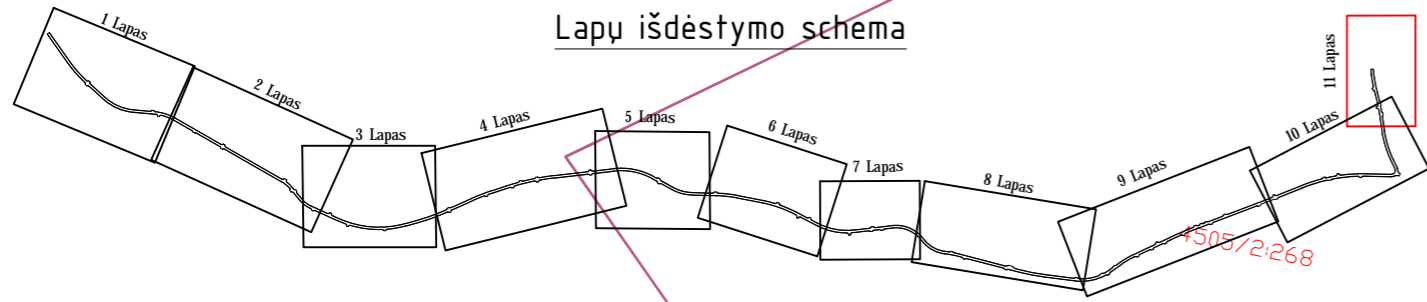 Lapų išdėstymo schema
1 Lapas
2 Lapas
3 Lapas
4 Lapas
5 Lapas
6 Lapas
7 Lapas
8 Lapas
9 Lapas
10 Lapas
11 Lapas
4505/2:268